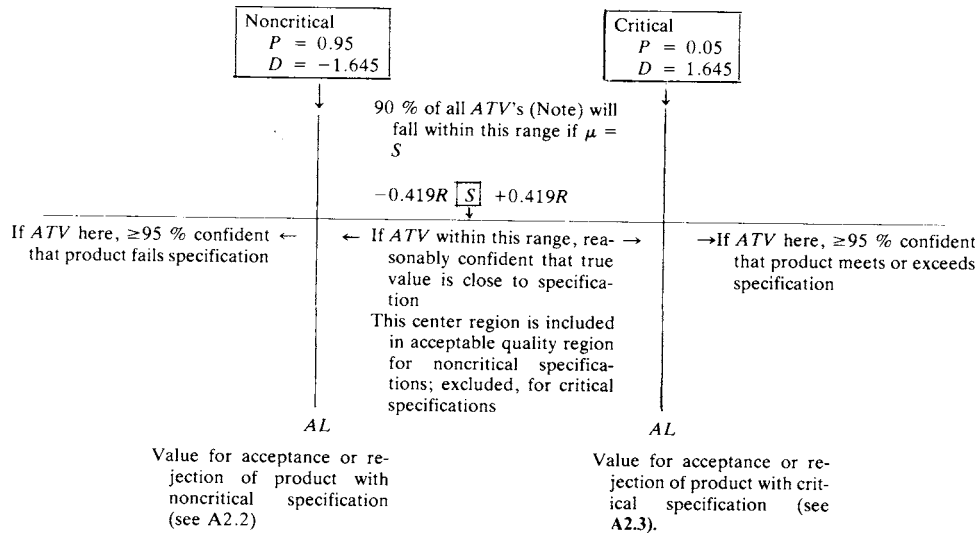 Noncritical
P = 0.95
D = −1.645
Critical
P = 0.05
D = 1.645
90 % of all ATV's (Note) will
fall within this range if μ =
S
−0.419R S +0.419R
If ATV here, ≥95 % confident ←
that product fails specification
← If ATV within this range, rea- →
sonably confident that true
value is close to specifica-
tion
This center region is included
in acceptable quality region
for noncritical specifica-
tions; excluded, for critical
specifications
→If ATV here, ≥95 % confident
that product meets or exceeds
specification
AL
Value for acceptance or re-
jection of product with
noncritical specification
(see A2.2)
AL
Value for acceptance or re-
jection of product with crit-
ical specification (see
A2.3).